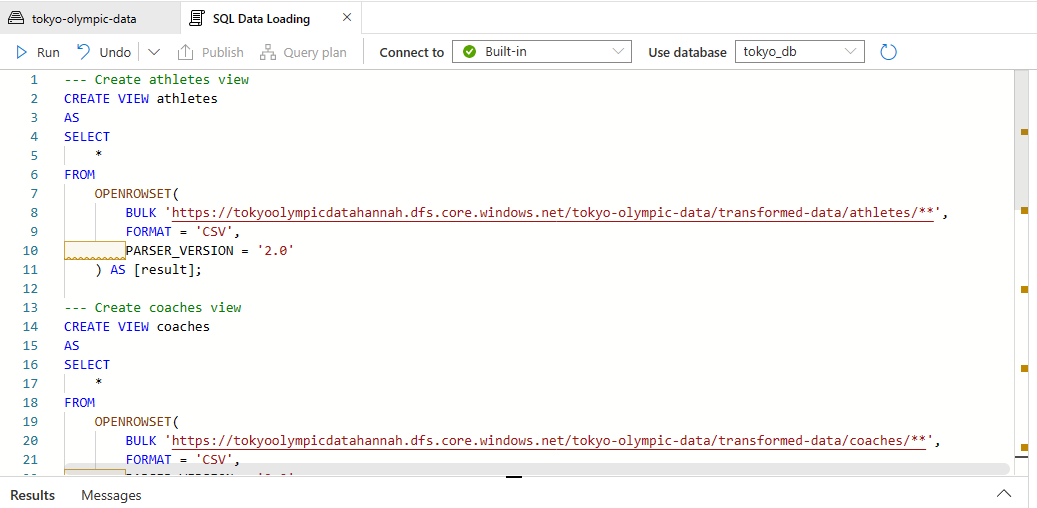 tokyo-olympic-data SQL Data Loading
Run Undo Publish Query plan Connect to Built-in Use database tokyo_db
1 --- Create athletes view
2 CREATE VIEW athletes
3 AS
4 SELECT
5 *
6 FROM
7 OPENROWSET(
8 BULK 'https://tokyoolympicdatahannah.dfs.core.windows.net/tokyo-olympic-data/transformed-data/athletes/**',
9 FORMAT = 'CSV',
10 PARSER_VERSION = '2.0'
11 ) AS [result];
12
13 --- Create coaches view
14 CREATE VIEW coaches
15 AS
16 SELECT
17 *
18 FROM
19 OPENROWSET(
20 BULK 'https://tokyoolympicdatahannah.dfs.core.windows.net/tokyo-olympic-data/transformed-data/coaches/**',
21 FORMAT = 'CSV',
Results Messages